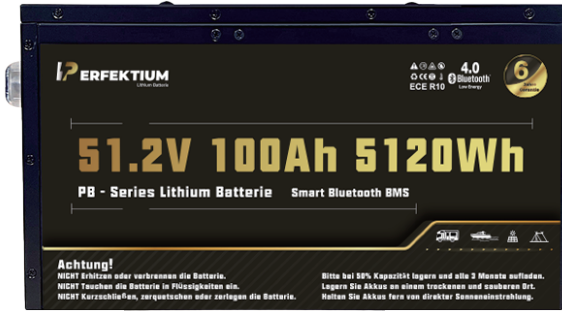 PERFEKTIUM
Lithium Batterie
4.0
Bluetooth
Low Energy
ECE R10
6
51.2V 100Ah 5120Wh
PB - Series Lithium Batterie Smart Bluetooth BMS
Achtung!
NICHT Erhitzen oder verbrennen die Batterie.
NICHT Tauchen die Batterie in Flüssigkeiten ein.
NICHT Kurzschließen, zerquetschen oder zerlegen die Batterie.
Bitte bei 50% Kapazität lagern und alle 3 Monate aufladen.
Lagern Sie Akkus an einem trockenen und sauberen Ort.
Halten Sie Akkus fern von direkter Sonneneinstrahlung.